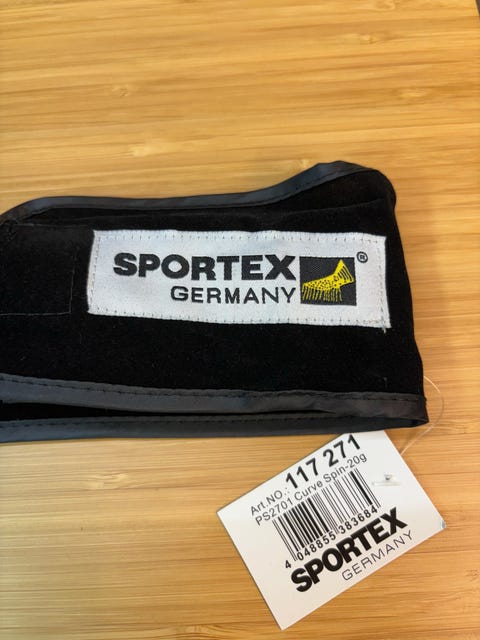 SPORTEX ®
GERMANY
Art.NO.: 117 271
PS2701 Curve Spin-20g
4 048855 383684
SPORTEX
GERMANY